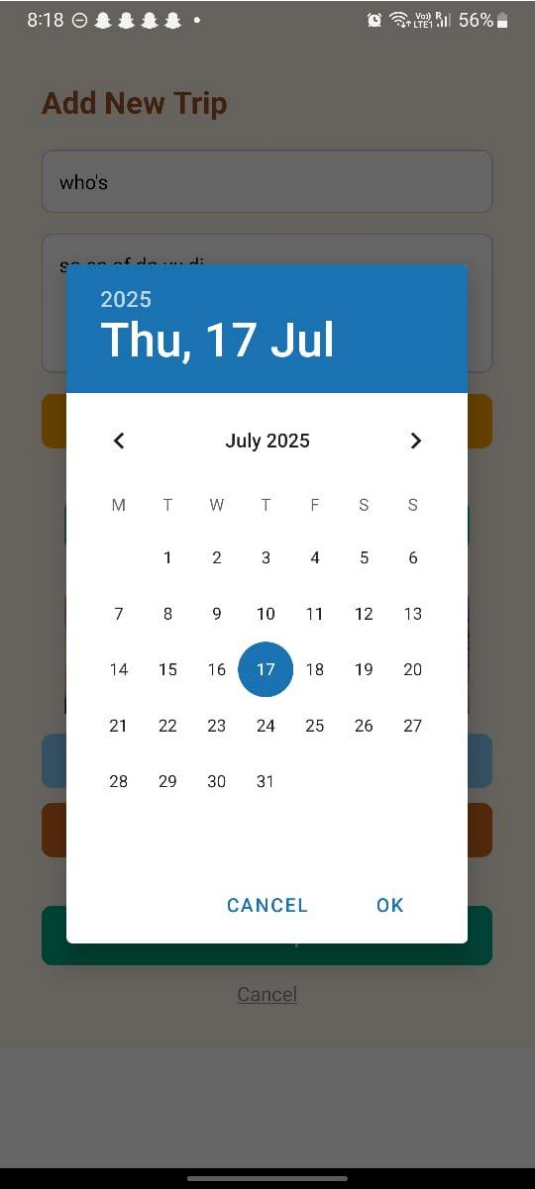 8:18 56%
Add New Trip
who's
2025
Thu, 17 Jul
July 2025
M T W T F S S
1 2 3 4 5 6
7 8 9 10 11 12 13
14 15 16 17 18 19 20
21 22 23 24 25 26 27
28 29 30 31
CANCEL OK
Cancel